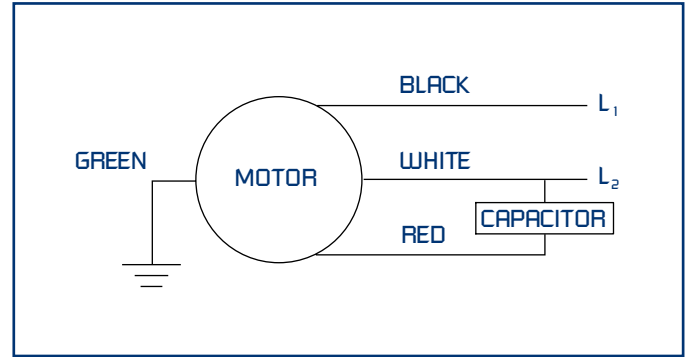 BLACK
L₁
GREEN
MOTOR
WHITE
L₂
CAPACITOR
RED